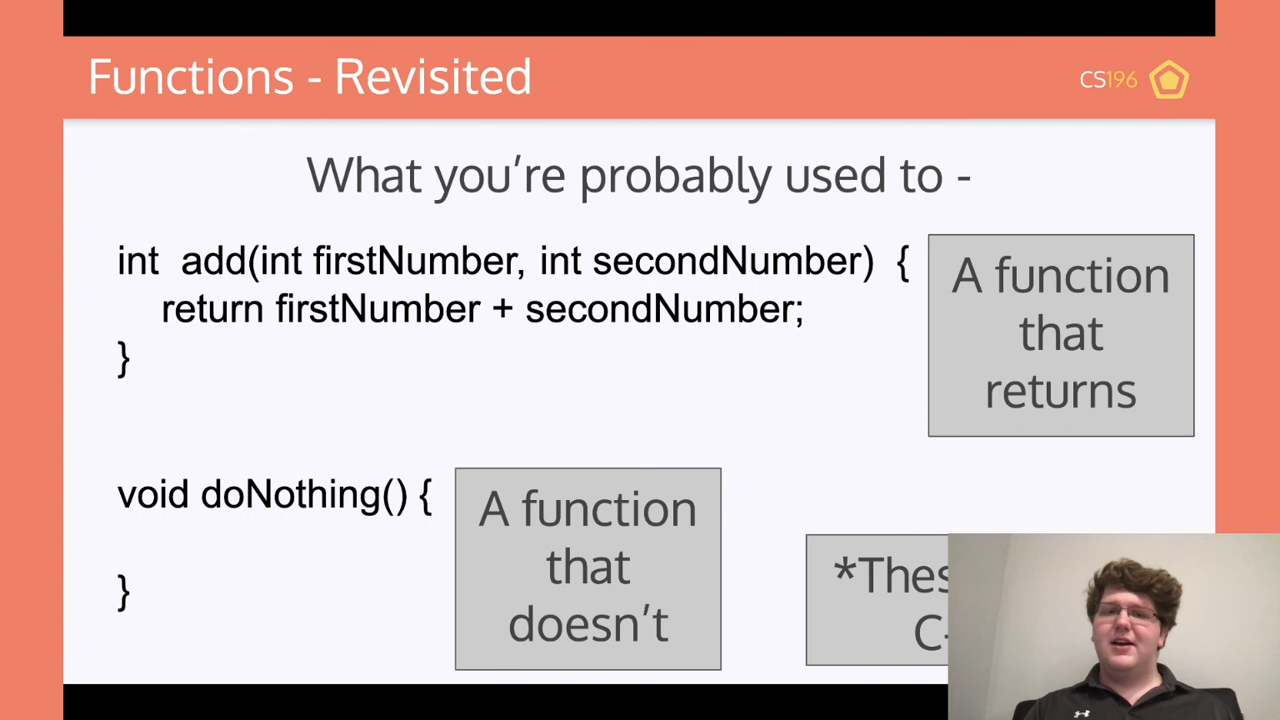 Functions - Revisited
CS196
What you're probably used to -
int add(int firstNumber, int secondNumber) {
return firstNumber + secondNumber;
}
A function
that
returns
void doNothing() {
}
A function
that
doesn't